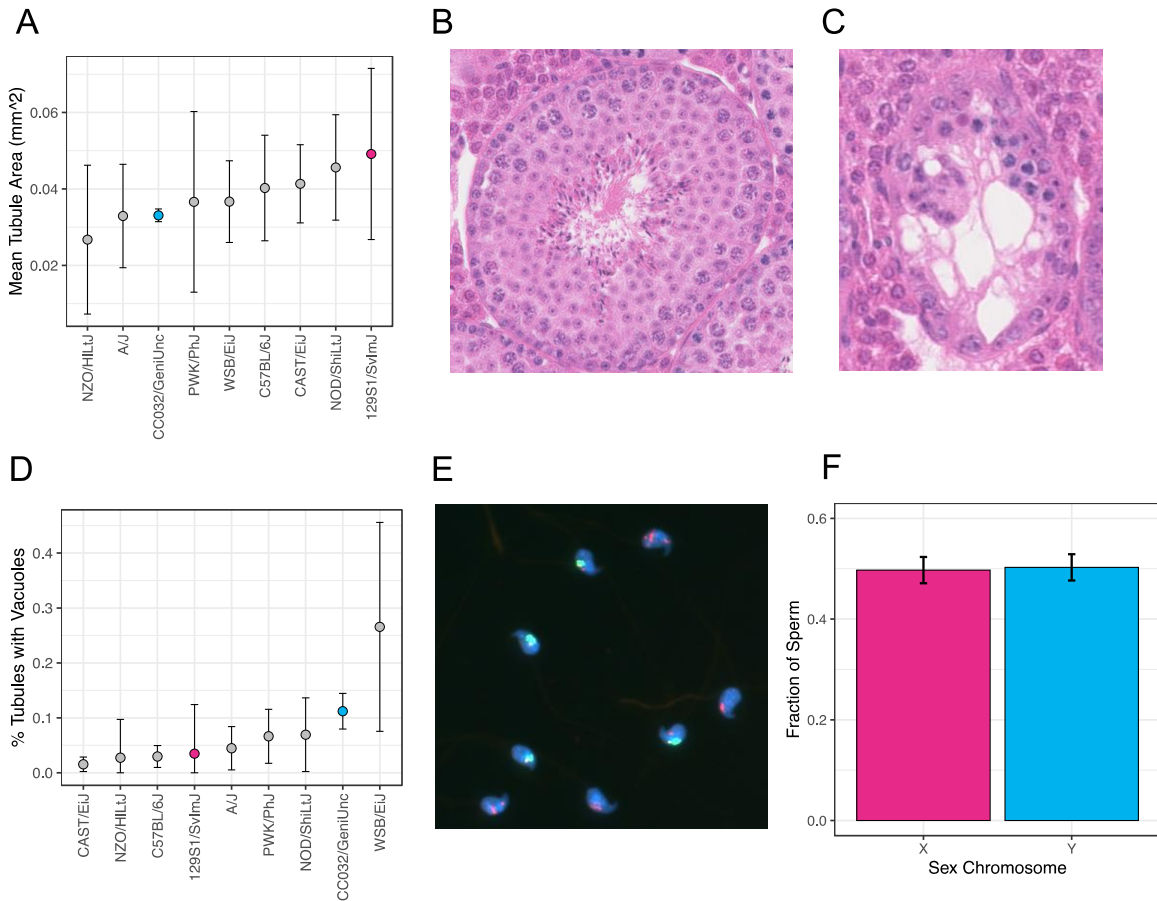 A
B
C
Mean Tubule Area (mm^2)
0.06
0.04
0.02
NZO/HlLtJ
A/J
CC032/GeniUnc
PWK/PhJ
WSB/EiJ
C57BL/6J
CAST/EiJ
NOD/ShiLtJ
129S1/SvlmJ
D
E
F
% Tubules with Vacuoles
0.4
0.3
0.2
0.1
0.0
CAST/EiJ
NZO/HlLtJ
C57BL/6J
129S1/SvlmJ
A/J
PWK/PhJ
NOD/ShiLtJ
CC032/GeniUnc
WSB/EiJ
Fraction of Sperm
0.6
0.4
0.2
0.0
X
Y
Sex Chromosome